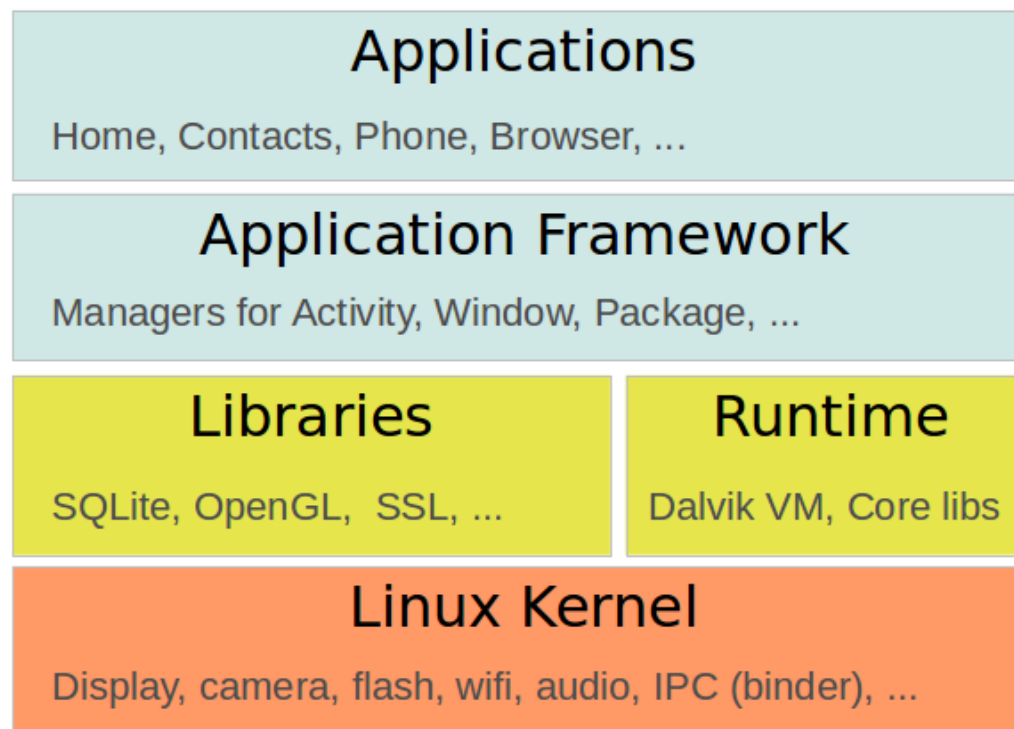 Applications
Home, Contacts, Phone, Browser, ...
Application Framework
Managers for Activity, Window, Package, ...
Libraries
SQLite, OpenGL,  SSL, ...
Runtime
Dalvik VM, Core libs
Linux Kernel
Display, camera, flash, wifi, audio, IPC (binder), ...